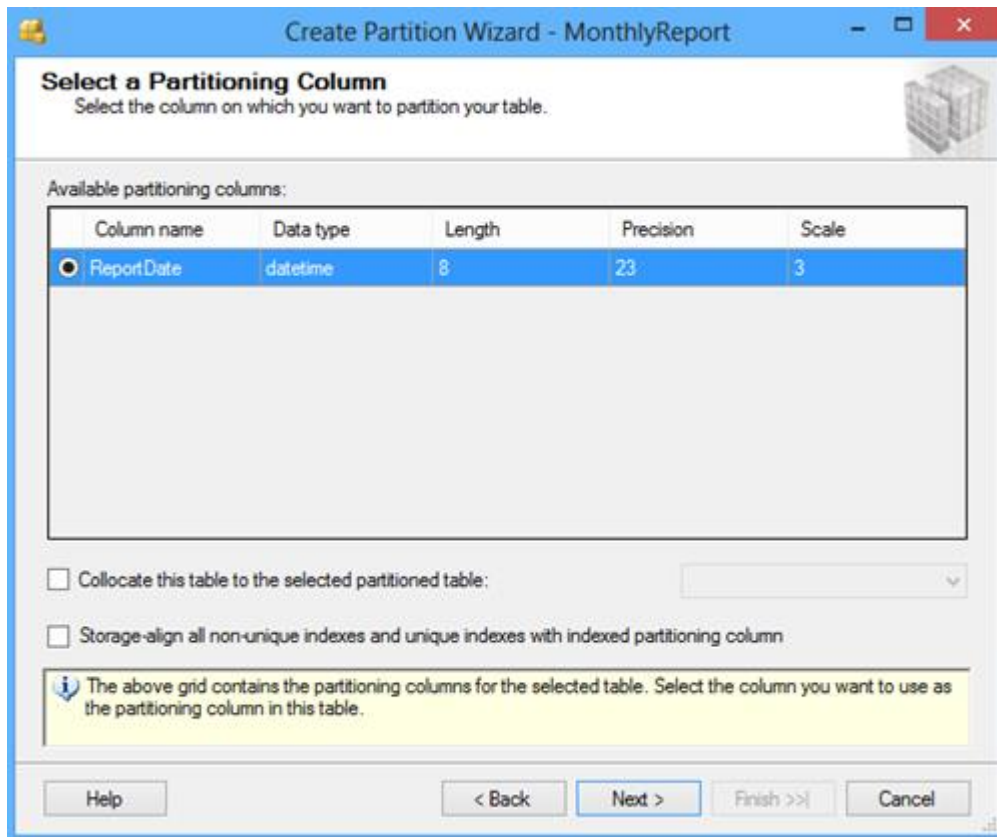 Create Partition Wizard - MonthlyReport
Select a Partitioning Column
Select the column on which you want to partition your table.
Available partitioning columns:
Column name Data type Length Precision Scale
ReportDate datetime 8 23 3
Collocate this table to the selected partitioned table:
Storage-align all non-unique indexes and unique indexes with indexed partitioning column
The above grid contains the partitioning columns for the selected table. Select the column you want to use as
the partitioning column in this table.
Help < Back Next > Finish >>| Cancel